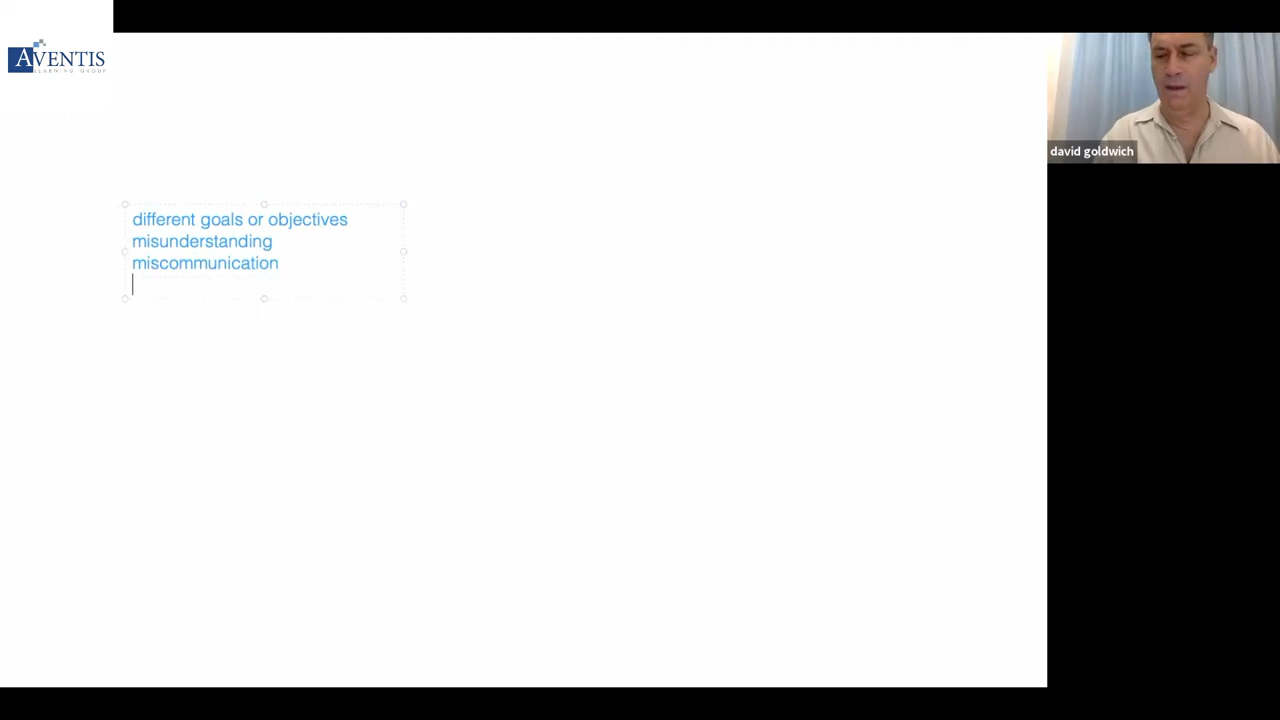 AVENTIS
LEARNING GROUP
david goldwich
different goals or objectives
misunderstanding
miscommunication